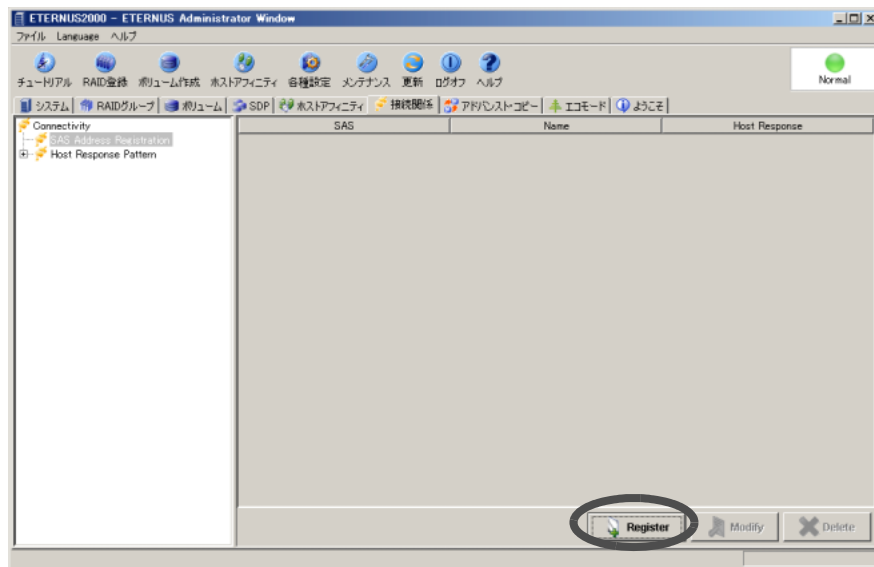 ETERNUS2000 - ETERNUS Administrator Window
ファイル Language ヘルプ
チュートリアル RAID登録 ボリューム作成 ホストアフィニティ 各種設定 メンテナンス 更新 ログオフ ヘルプ
Normal
システム RAIDグループ ボリューム SDP ホストアフィニティ 接続関係 アドバンスト・コピー エコモード ようこそ
Connectivity
SAS Address Registration
Host Response Pattern
SAS Name Host Response
Register Modify Delete